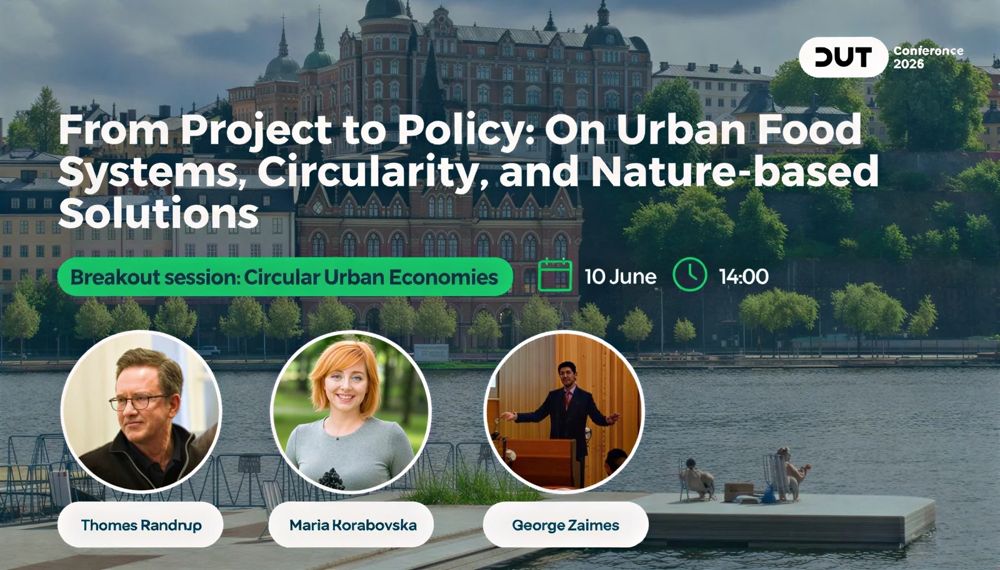 DUT Conference
2026
From Project to Policy: On Urban Food
Systems, Circularity, and Nature-based
Solutions
Breakout session: Circular Urban Economies
10 June
14:00
Thomes Randrup
Maria Korabovska
George Zaimes